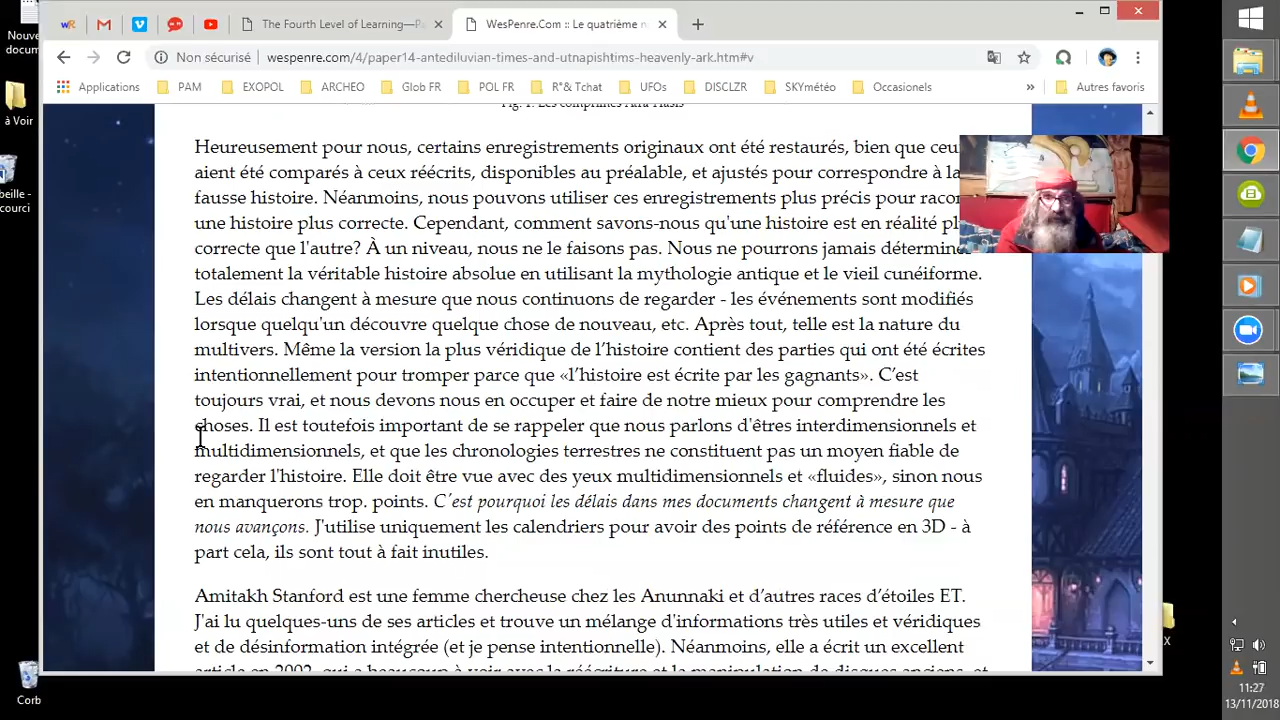 Nouve
docum
The Fourth Level of Learning—P
WesPenre.Com :: Le quatrième n
Non sécurisé
wespenre.com/4/paper14-antediluvian-times-and-utnapishtims-heavenly-ark.htm#v
Applications
PAM
EXOPOL
ARCHEO
Glob FR
POL FR
R*& Tchat
UFOs
DISCLZR
SKYmétéo
Occasionels
»
Autres favoris
à Voir
beille -
courci
Heureusement pour nous, certains enregistrements originaux ont été restaurés, bien que ceu
aient été comparés à ceux réécrits, disponibles au préalable, et ajustés pour correspondre à la
fausse histoire. Néanmoins, nous pouvons utiliser ces enregistrements plus précis pour racon
une histoire plus correcte. Cependant, comment savons-nous qu'une histoire est en réalité pl
correcte que l'autre? À un niveau, nous ne le faisons pas. Nous ne pourrons jamais détermine
totalement la véritable histoire absolue en utilisant la mythologie antique et le vieil cunéiforme.
Les délais changent à mesure que nous continuons de regarder - les événements sont modifiés
lorsque quelqu'un découvre quelque chose de nouveau, etc. Après tout, telle est la nature du
multivers. Même la version la plus véridique de l’histoire contient des parties qui ont été écrites
intentionnellement pour tromper parce que «l’histoire est écrite par les gagnants». C’est
toujours vrai, et nous devons nous en occuper et faire de notre mieux pour comprendre les
choses. Il est toutefois important de se rappeler que nous parlons d'êtres interdimensionnels et
multidimensionnels, et que les chronologies terrestres ne constituent pas un moyen fiable de
regarder l'histoire. Elle doit être vue avec des yeux multidimensionnels et «fluides», sinon nous
en manquerons trop. points. C'est pourquoi les délais dans mes documents changent à mesure que
nous avançons. J'utilise uniquement les calendriers pour avoir des points de référence en 3D - à
part cela, ils sont tout à fait inutiles.
Amitakh Stanford est une femme chercheuse chez les Anunnaki et d’autres races d’étoiles ET.
J'ai lu quelques-uns de ses articles et trouve un mélange d'informations très utiles et véridiques
et de désinformation intégrée (et je pense intentionnelle). Néanmoins, elle a écrit un excellent
Corb
X
11:27
13/11/2018